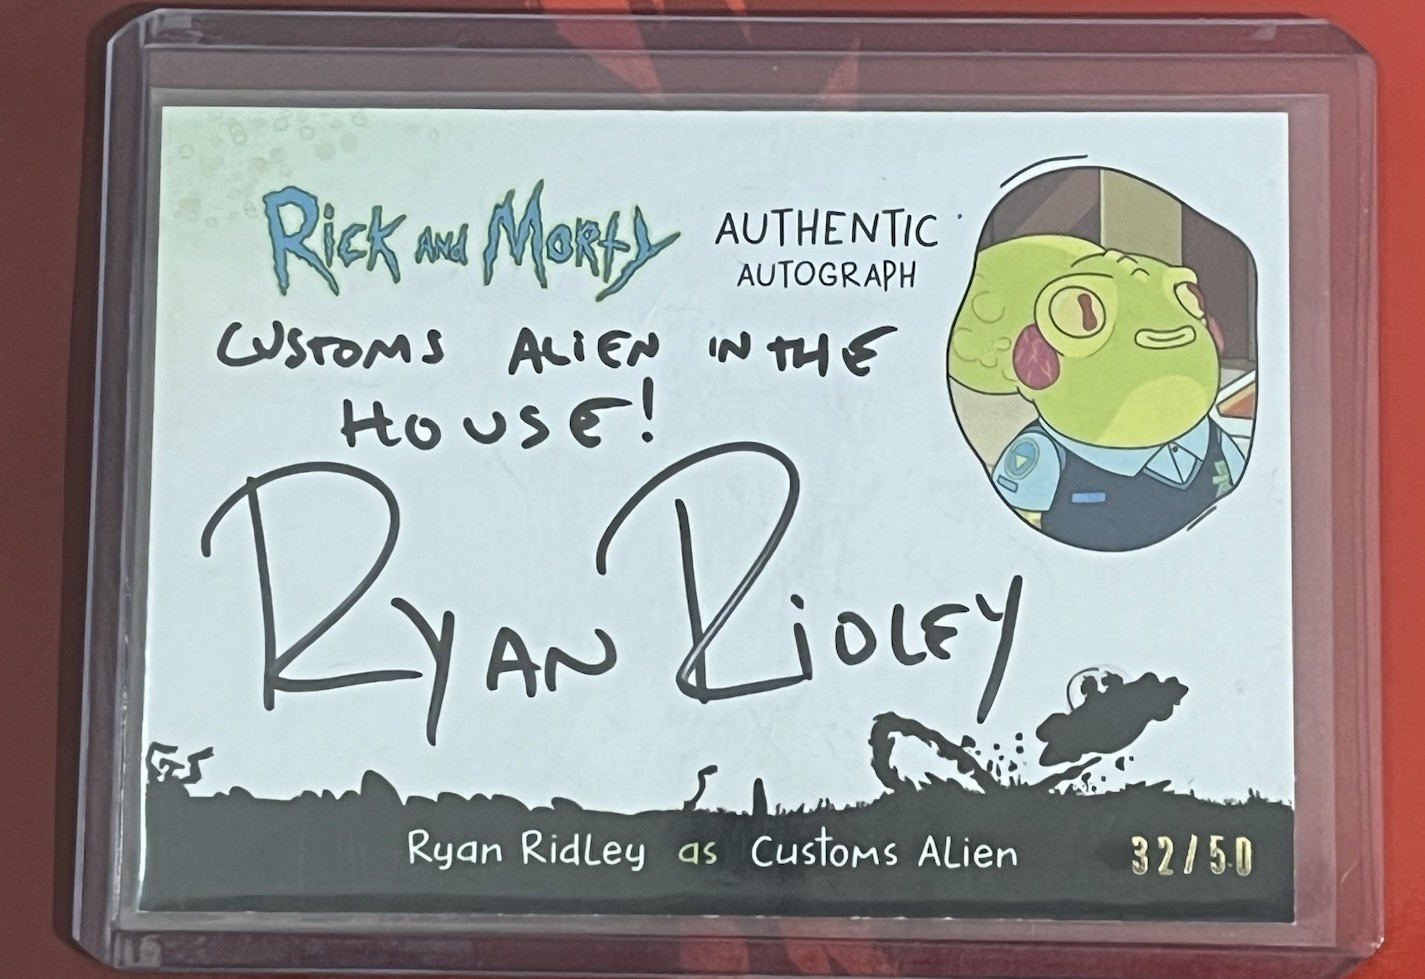 Rick and Morty
AUTHENTIC
AUTOGRAPH
CUSTOMS ALiEN IN THE
HOUSE!
RYAN RiDLEY
Ryan Ridley as Customs Alien
32/50